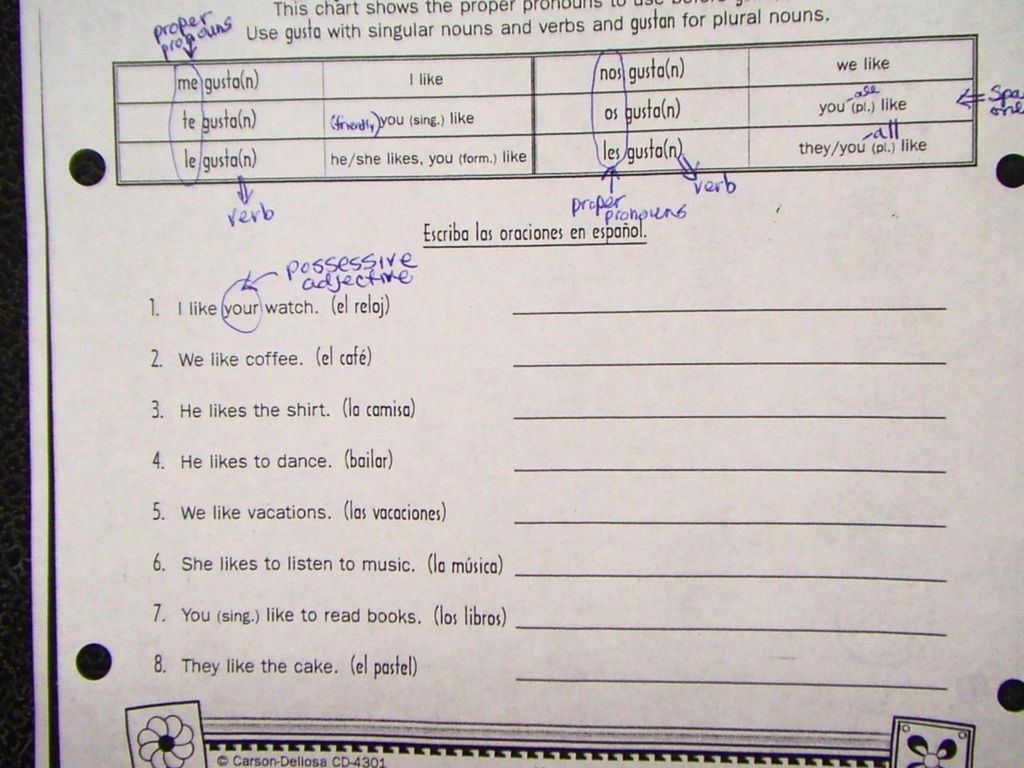 This chart shows the proper pronouns to use before
Use gusta with singular nouns and verbs and gustan for plural nouns.
proper pronouns
me gusta(n) I like nos gusta(n) we like
te gusta(n) (friendly) you (sing.) like os gusta(n) you all (pl.) like
le gusta(n) he/she likes, you (form.) like les gusta(n) they/you all (pl.) like
verb
proper pronouns
verb
Escriba las oraciones en español.
possessive adjective
1. I like your watch. (el reloj)
2. We like coffee. (el café)
3. He likes the shirt. (la camisa)
4. He likes to dance. (bailar)
5. We like vacations. (las vacaciones)
6. She likes to listen to music. (la música)
7. You (sing.) like to read books. (los libros)
8. They like the cake. (el pastel)
© Carson-Dellosa CD-4301